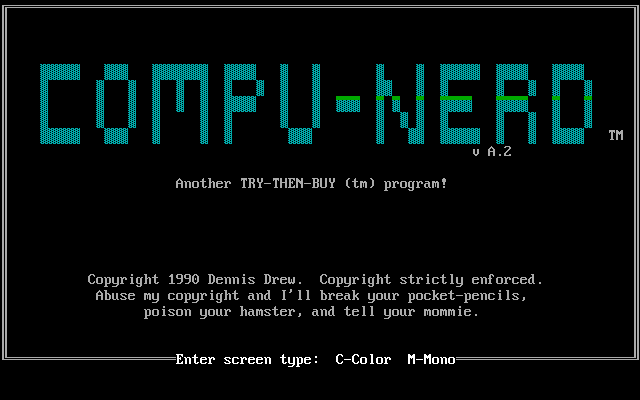 COMPU-NERD TM
v A.2
Another TRY-THEN-BUY (tm) program!
Copyright 1990 Dennis Drew.  Copyright strictly enforced.
Abuse my copyright and I'll break your pocket-pencils,
poison your hamster, and tell your mommie.
Enter screen type:  C-Color  M-Mono